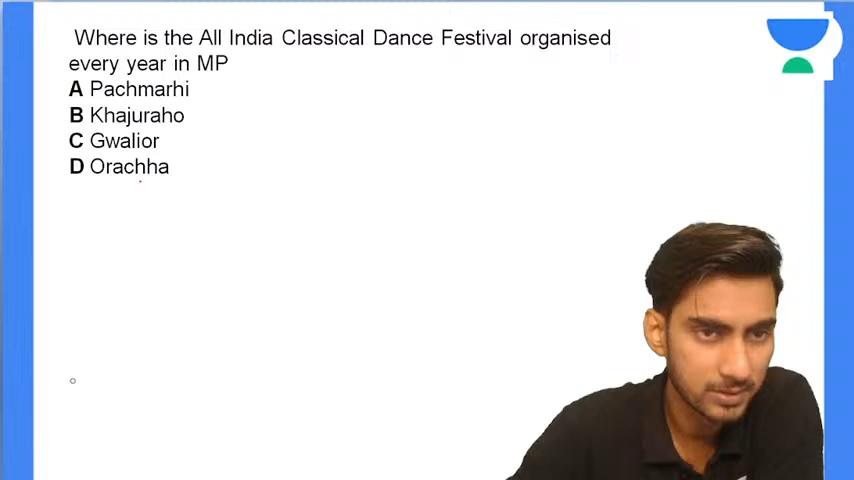 Where is the All India Classical Dance Festival organised
every year in MP
A Pachmarhi
B Khajuraho
C Gwalior
D Orachha